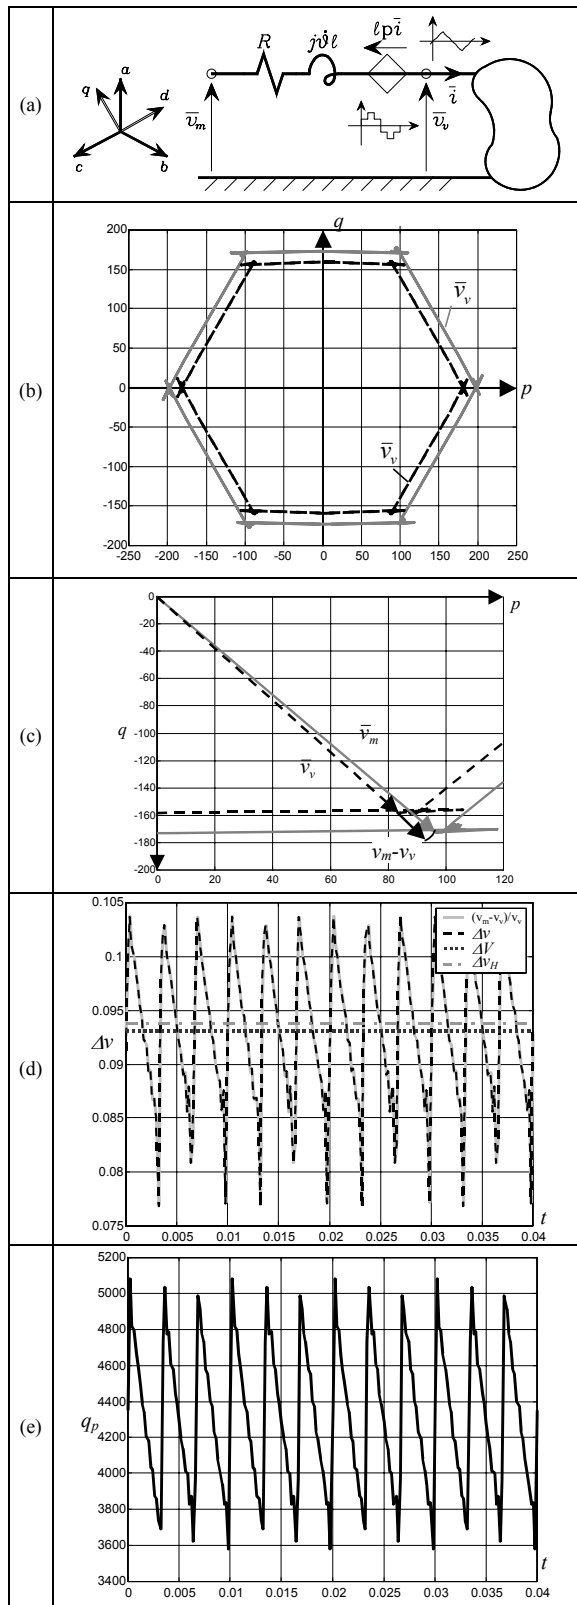 (a)
a
q
d
c
b
R
jϑ̇ℓ
ℓpi̅
i̅
v̅m
v̅v
(b)
q
200
150
100
50
0
-50
-100
-150
-200
p
v̅v
v̅v
-250 -200 -150 -100 -50 0 50 100 150 200 250
(c)
0
-20
-40
-60
-80
-100
-120
-140
-160
-180
-200
q
p
v̅m
v̅v
vm-vv
0 20 40 60 80 100 120
(d)
0.105
0.1
0.095
0.09
0.085
0.08
0.075
Δv
(vm-vv)/vv
Δv
ΔV
ΔvH
0 0.005 0.01 0.015 0.02 0.025 0.03 0.035 0.04
t
(e)
5200
5000
4800
4600
4400
4200
4000
3800
3600
3400
qp
t
0 0.005 0.01 0.015 0.02 0.025 0.03 0.035 0.04